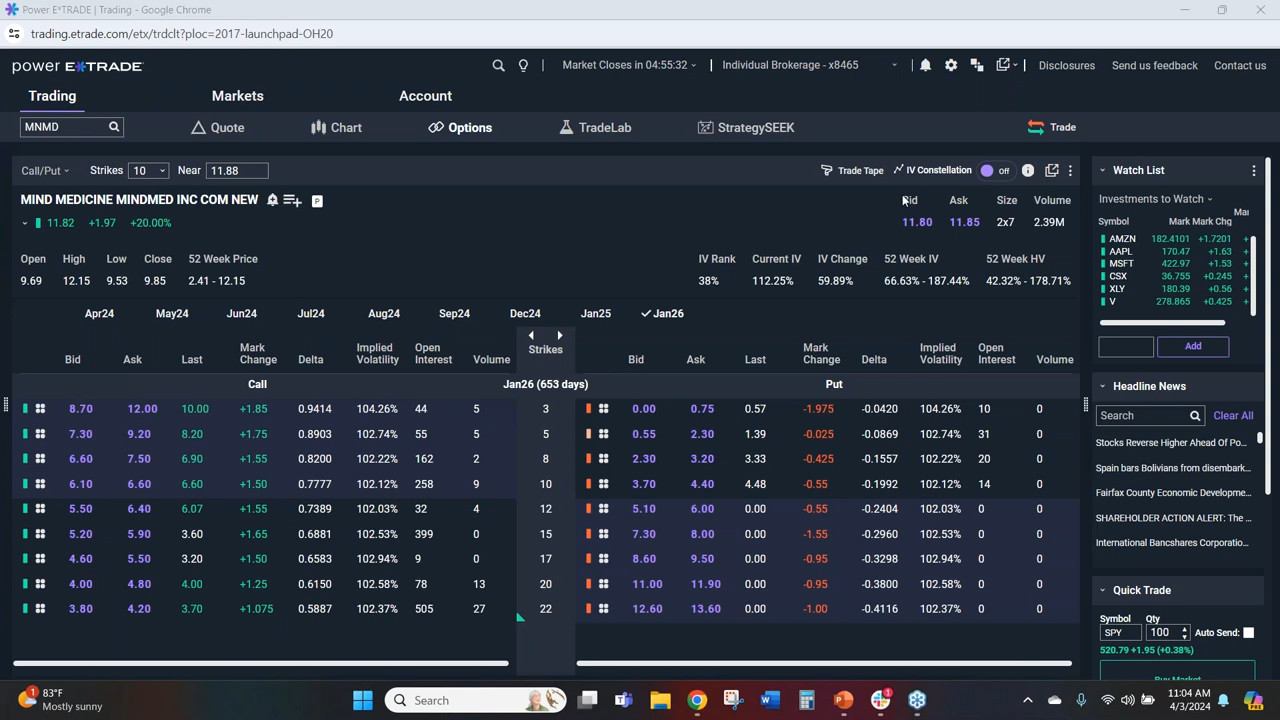 Power E*TRADE | Trading - Google Chrome
trading.etrade.com/etx/trdclt?ploc=2017-launchpad-OH20
power E*TRADE
Market Closes in 04:55:32
Individual Brokerage - x8465
Disclosures Send us feedback Contact us
Trading Markets Account
MNMD Quote Chart Options TradeLab StrategySEEK Trade
Call/Put Strikes 10 Near 11.88 Trade Tape IV Constellation Off
MIND MEDICINE MINDMED INC COM NEW P Bid Ask Size Volume
11.82 +1.97 +20.00% 11.80 11.85 2x7 2.39M
Open High Low Close 52 Week Price IV Rank Current IV IV Change 52 Week IV 52 Week HV
9.69 12.15 9.53 9.85 2.41 - 12.15 38% 112.25% 59.89% 66.63% - 187.44% 42.32% - 178.71%
Apr24 May24 Jun24 Jul24 Aug24 Sep24 Dec24 Jan25 Jan26
Bid Ask Last Mark Change Delta Implied Volatility Open Interest Volume Strikes Bid Ask Last Mark Change Delta Implied Volatility Open Interest Volume
Call Jan26 (653 days) Put
8.70 12.00 10.00 +1.85 0.9414 104.26% 44 5 3 0.00 0.75 0.57 -1.975 -0.0420 104.26% 10 0
7.30 9.20 8.20 +1.75 0.8903 102.74% 55 5 5 0.55 2.30 1.39 -0.025 -0.0869 102.74% 31 0
6.60 7.50 6.90 +1.55 0.8200 102.22% 162 2 8 2.30 3.20 3.33 -0.425 -0.1557 102.22% 20 0
6.10 6.60 6.60 +1.50 0.7777 102.12% 258 9 10 3.70 4.40 4.48 -0.55 -0.1992 102.12% 14 0
5.50 6.40 6.07 +1.55 0.7389 102.03% 32 4 12 5.10 6.00 0.00 -0.55 -0.2404 102.03% 0 0
5.20 5.90 3.60 +1.65 0.6881 102.53% 399 0 15 7.30 8.00 0.00 -1.55 -0.2960 102.53% 0 0
4.60 5.50 3.20 +1.50 0.6583 102.94% 9 0 17 8.60 9.50 0.00 -0.95 -0.3298 102.94% 0 0
4.00 4.80 4.00 +1.25 0.6150 102.58% 78 13 20 11.00 11.90 0.00 -0.95 -0.3800 102.58% 0 0
3.80 4.20 3.70 +1.075 0.5887 102.37% 505 27 22 12.60 13.60 0.00 -1.00 -0.4116 102.37% 0 0
Watch List
Investments to Watch
Symbol Mark Mark Chg
AMZN 182.4101 +1.7201 +
AAPL 170.47 +1.63 +
MSFT 422.97 +1.53 +
CSX 36.755 +0.245 +
XLY 180.39 +0.56 +
V 278.865 +0.425 +
Add
Headline News
Search Clear All
Stocks Reverse Higher Ahead Of Po...
Spain bars Bolivians from disembark...
Fairfax County Economic Developme...
SHAREHOLDER ACTION ALERT: The ...
International Bancshares Corporatio...
Quick Trade
Symbol Qty
SPY 100 Auto Send:
520.79 +1.95 (+0.38%)
Buy Market
1 83°F
Mostly sunny
Search
1
11:04 AM
4/3/2024